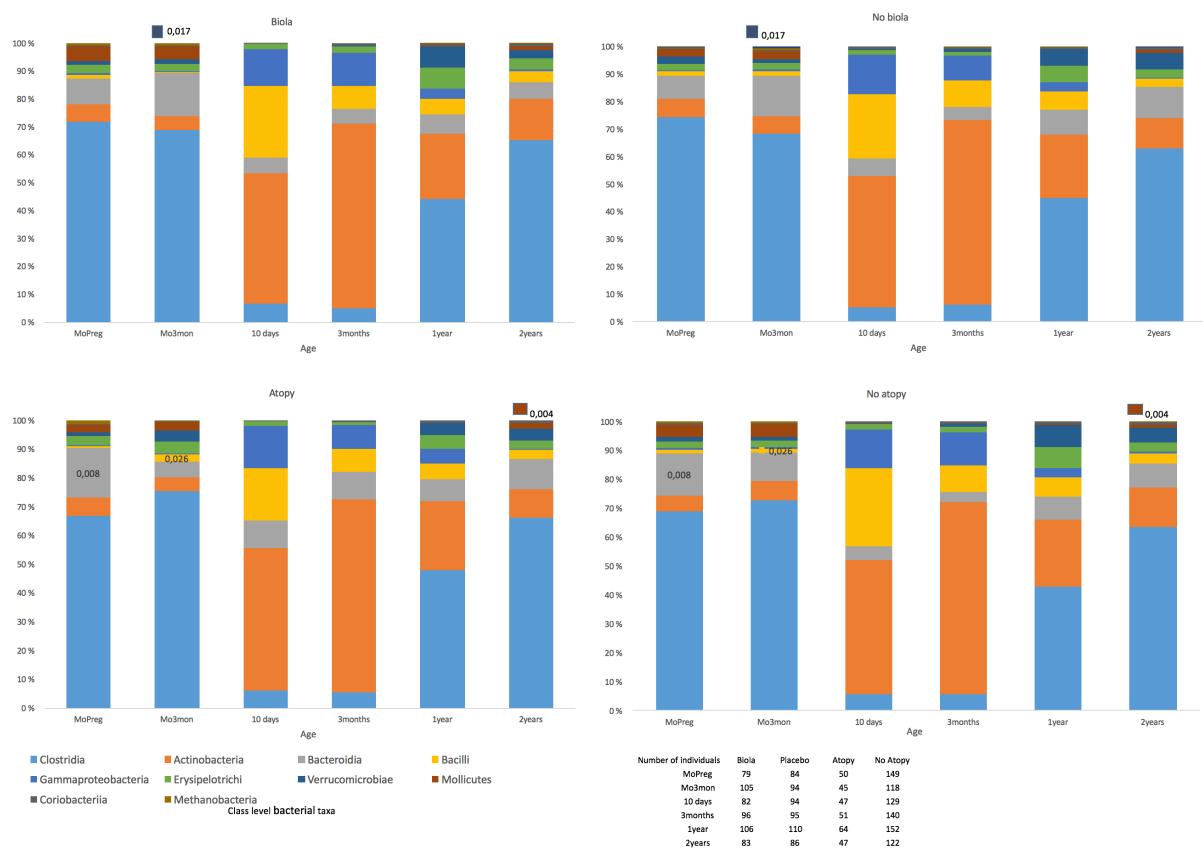 Biola
0,017
100 %
90 %
80 %
70 %
60 %
50 %
40 %
30 %
20 %
10 %
0 %
MoPreg Mo3mon 10 days 3months 1year 2years
Age
No biola
0,017
100 %
90 %
80 %
70 %
60 %
50 %
40 %
30 %
20 %
10 %
0 %
MoPreg Mo3mon 10 days 3months 1year 2years
Age
Atopy
0,004
100 %
90 %
80 %
70 %
60 %
50 %
40 %
30 %
20 %
10 %
0 %
0,008
0,026
MoPreg Mo3mon 10 days 3months 1year 2years
Age
No atopy
0,004
100 %
90 %
80 %
70 %
60 %
50 %
40 %
30 %
20 %
10 %
0 %
0,026
0,008
MoPreg Mo3mon 10 days 3months 1year 2years
Age
Clostridia Actinobacteria Bacteroidia Bacilli
Gammaproteobacteria Erysipelotrichi Verrucomicrobiae Mollicutes
Coriobacteriia Methanobacteria
Class level bacterial taxa
Number of individuals Biola Placebo Atopy No Atopy
MoPreg 79 84 50 149
Mo3mon 105 94 45 118
10 days 82 94 47 129
3months 96 95 51 140
1year 106 110 64 152
2years 83 86 47 122